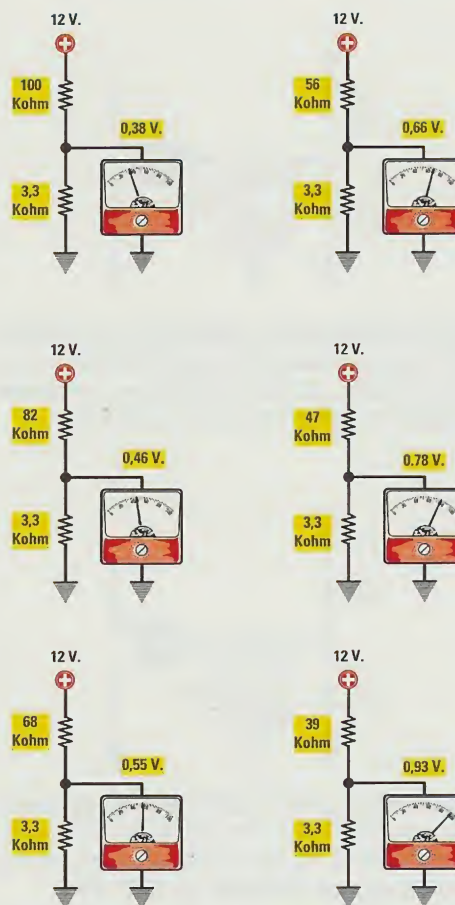 12 V.
100
Kohm
0,38 V.
3,3
Kohm
12 V.
56
Kohm
0,66 V.
3,3
Kohm
12 V.
82
Kohm
0,46 V.
3,3
Kohm
12 V.
47
Kohm
0.78 V.
3,3
Kohm
12 V.
68
Kohm
0,55 V.
3,3
Kohm
12 V.
39
Kohm
0,93 V.
3,3
Kohm